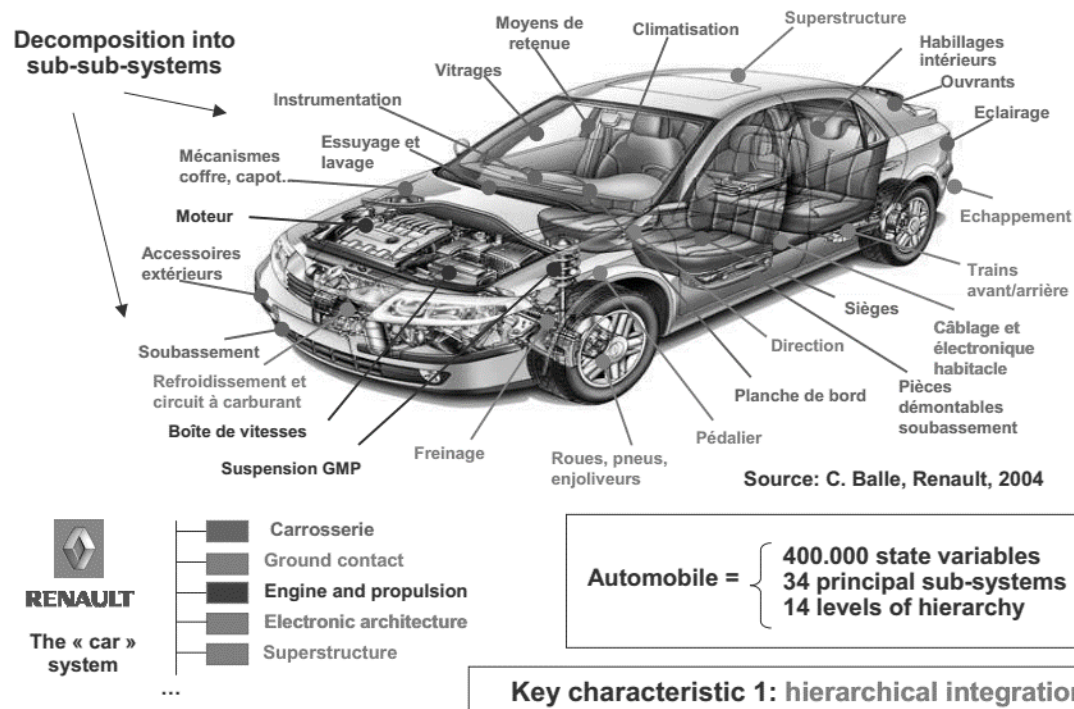 Decomposition into
sub-sub-systems
Moyens de
retenue
Climatisation
Superstructure
Habillages
intérieurs
Vitrages
Ouvrants
Instrumentation
Eclairage
Essuyage et
lavage
Mécanismes
coffre, capot...
Moteur
Echappement
Accessoires
extérieurs
Trains
avant/arrière
Sièges
Câblage et
électronique
habitacle
Direction
Soubassement
Refroidissement et
circuit à carburant
Planche de bord
Pièces
démontables
soubassement
Boîte de vitesses
Pédalier
Freinage
Suspension GMP
Roues, pneus,
enjoliveurs
Source: C. Balle, Renault, 2004
RENAULT
The « car »
system
Carrosserie
Ground contact
Engine and propulsion
Electronic architecture
Superstructure
...
Automobile =
400.000 state variables
34 principal sub-systems
14 levels of hierarchy
Key characteristic 1: hierarchical integration